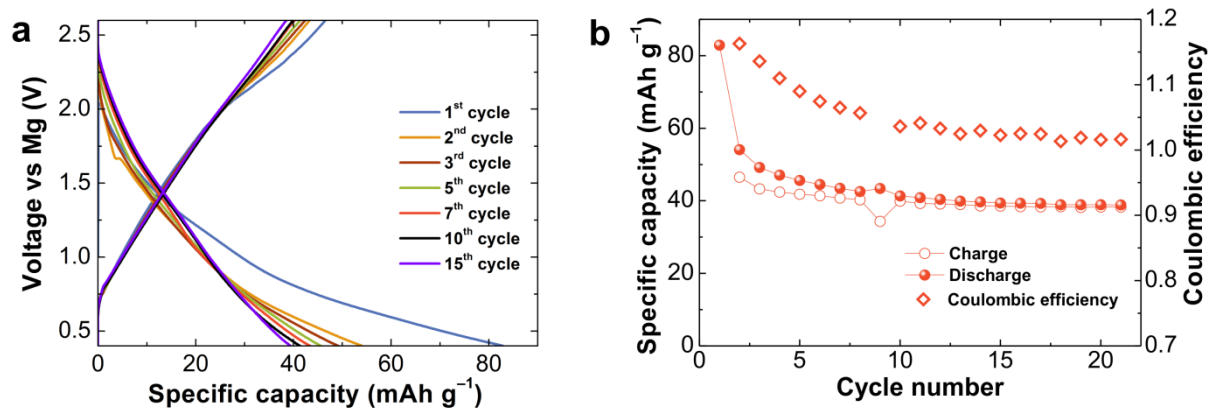 a
Voltage vs Mg (V)
2.5
2.0
1.5
1.0
0.5
0
20
40
60
80
Specific capacity (mAh g⁻¹)
1ˢᵗ cycle
2ⁿᵈ cycle
3ʳᵈ cycle
5ᵗʰ cycle
7ᵗʰ cycle
10ᵗʰ cycle
15ᵗʰ cycle
b
Specific capacity (mAh g⁻¹)
80
60
40
20
0
0
5
10
15
20
Cycle number
Charge
Discharge
Coulombic efficiency
1.2
1.1
1.0
0.9
0.8
0.7
Coulombic efficiency